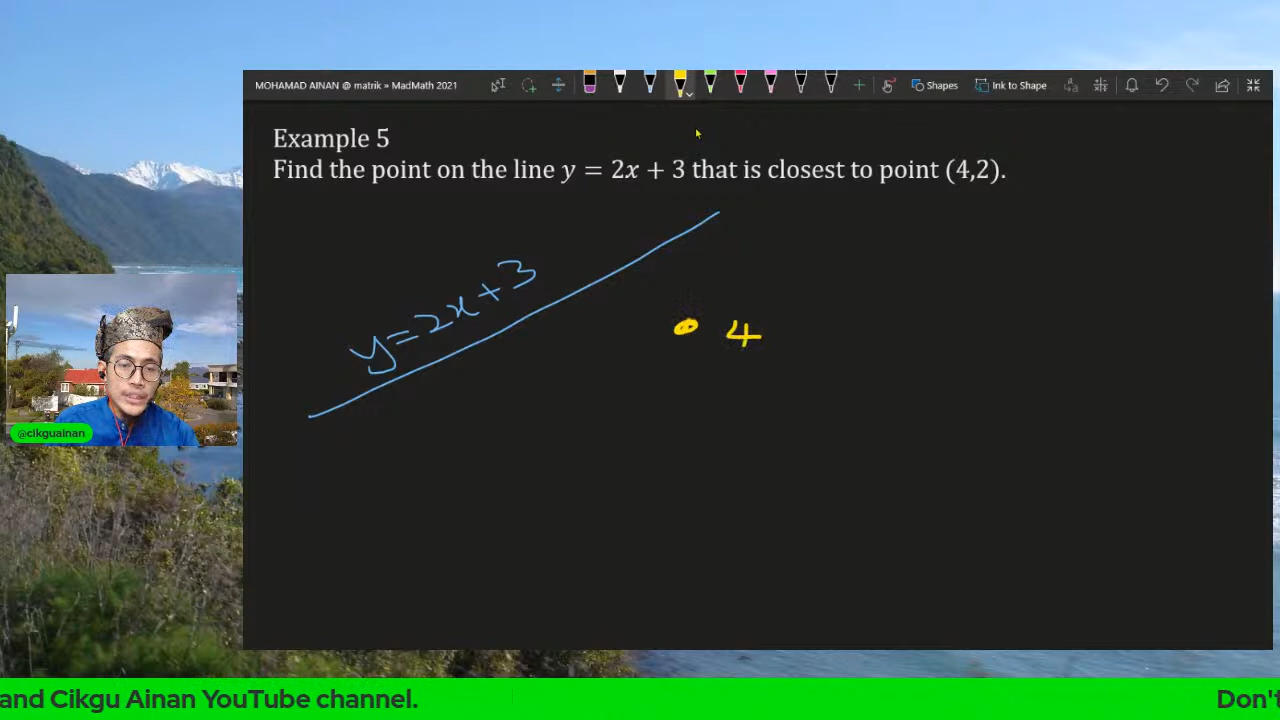 MOHAMAD AINAN @ matrik » MadMath 2021
Shapes
Ink to Shape
Example 5
Find the point on the line y = 2x + 3 that is closest to point (4,2).
y=2x+3
4
@cikguainan
and Cikgu Ainan YouTube channel.
Don't